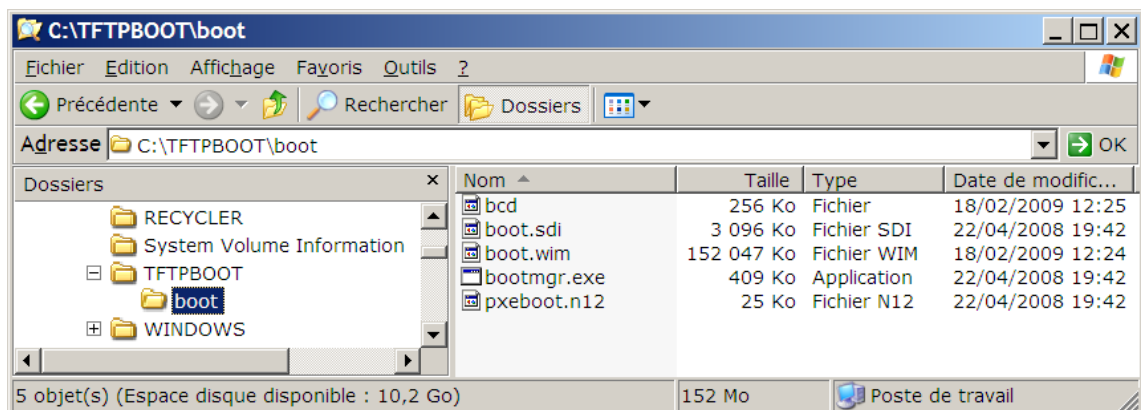 C:\TFTPBOOT\boot
Fichier Edition Affichage Favoris Outils ?
Précédente Rechercher Dossiers
Adresse C:\TFTPBOOT\boot OK
Dossiers x Nom Taille Type Date de modific...
RECYCLER bcd 256 Ko Fichier 18/02/2009 12:25
System Volume Information boot.sdi 3 096 Ko Fichier SDI 22/04/2008 19:42
TFTPBOOT boot.wim 152 047 Ko Fichier WIM 18/02/2009 12:24
boot bootmgr.exe 409 Ko Application 22/04/2008 19:42
WINDOWS pxeboot.n12 25 Ko Fichier N12 22/04/2008 19:42
5 objet(s) (Espace disque disponible : 10,2 Go) 152 Mo Poste de travail